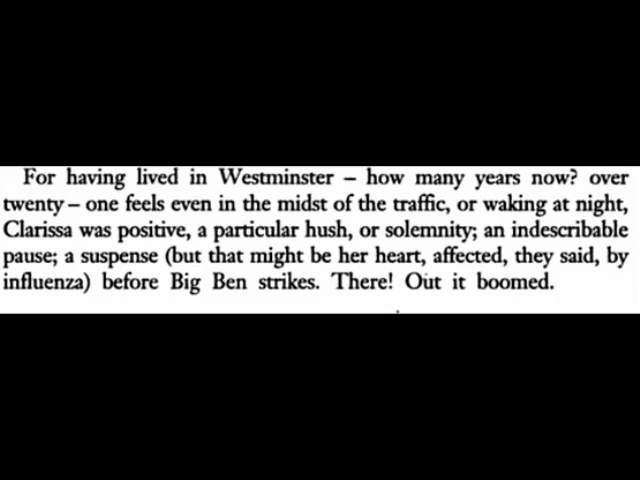 For having lived in Westminster – how many years now? over
twenty – one feels even in the midst of the traffic, or waking at night,
Clarissa was positive, a particular hush, or solemnity; an indescribable
pause; a suspense (but that might be her heart, affected, they said, by
influenza) before Big Ben strikes. There! Out it boomed.